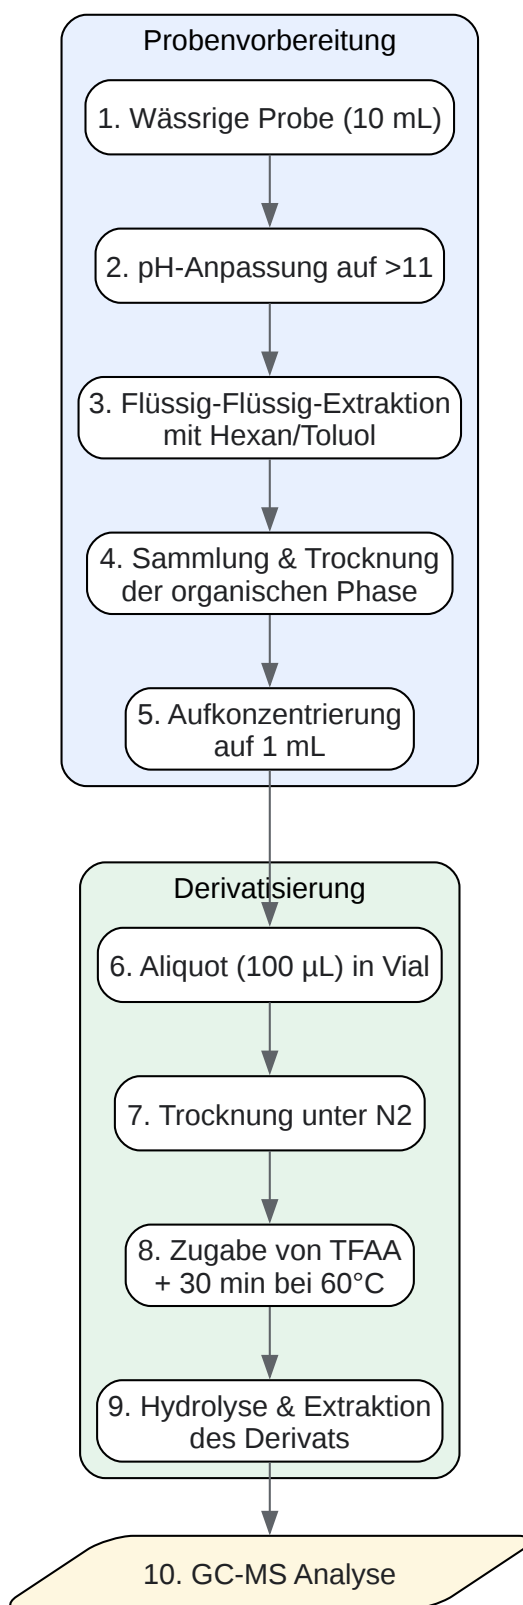 Probenvorbereitung
1. Wässrige Probe (10 mL)
2. pH-Anpassung auf >11
3. Flüssig-Flüssig-Extraktion
mit Hexan/Toluol
4. Sammlung & Trocknung
der organischen Phase
5. Aufkonzentrierung
auf 1 mL
Derivatisierung
6. Aliquot (100 µL) in Vial
7. Trocknung unter N2
8. Zugabe von TFAA
+ 30 min bei 60°C
9. Hydrolyse & Extraktion
des Derivats
10. GC-MS Analyse